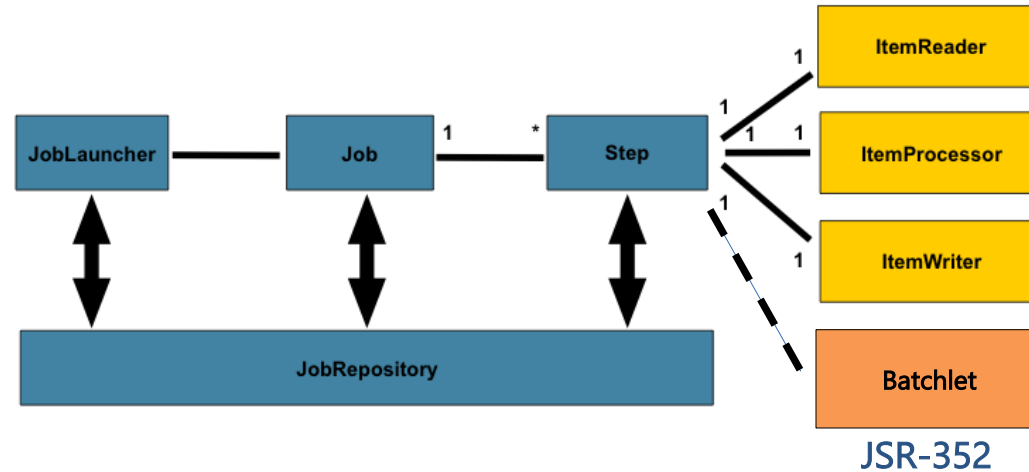 ItemReader
1
1
JobLauncher
Job
1
*
Step
1
1
ItemProcessor
1
1
ItemWriter
JobRepository
Batchlet
JSR-352